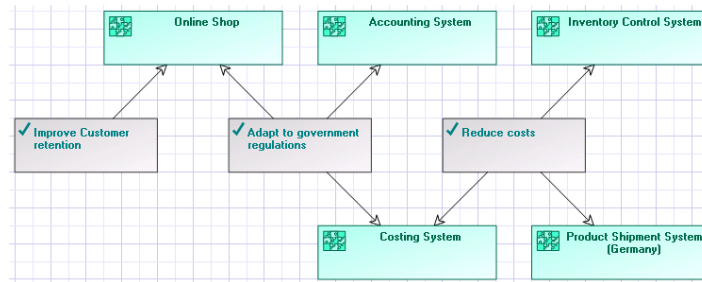 Online Shop
Accounting System
Inventory Control System
Improve Customer
retention
Adapt to government
regulations
Reduce costs
Costing System
Product Shipment System
(Germany)